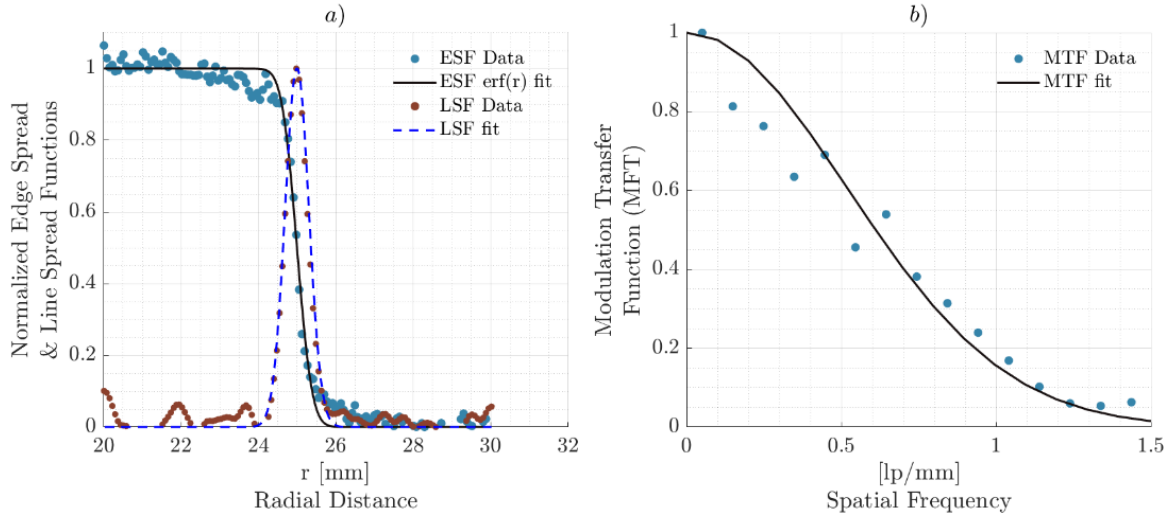 a)
Normalized Edge Spread
& Line Spread Functions
1
0.8
0.6
0.4
0.2
0
20
22
24
26
28
30
32
r [mm]
Radial Distance
ESF Data
ESF erf(r) fit
LSF Data
LSF fit
b)
Modulation Transfer
Function (MFT)
1
0.8
0.6
0.4
0.2
0
0
0.5
1
1.5
[lp/mm]
Spatial Frequency
MTF Data
MTF fit